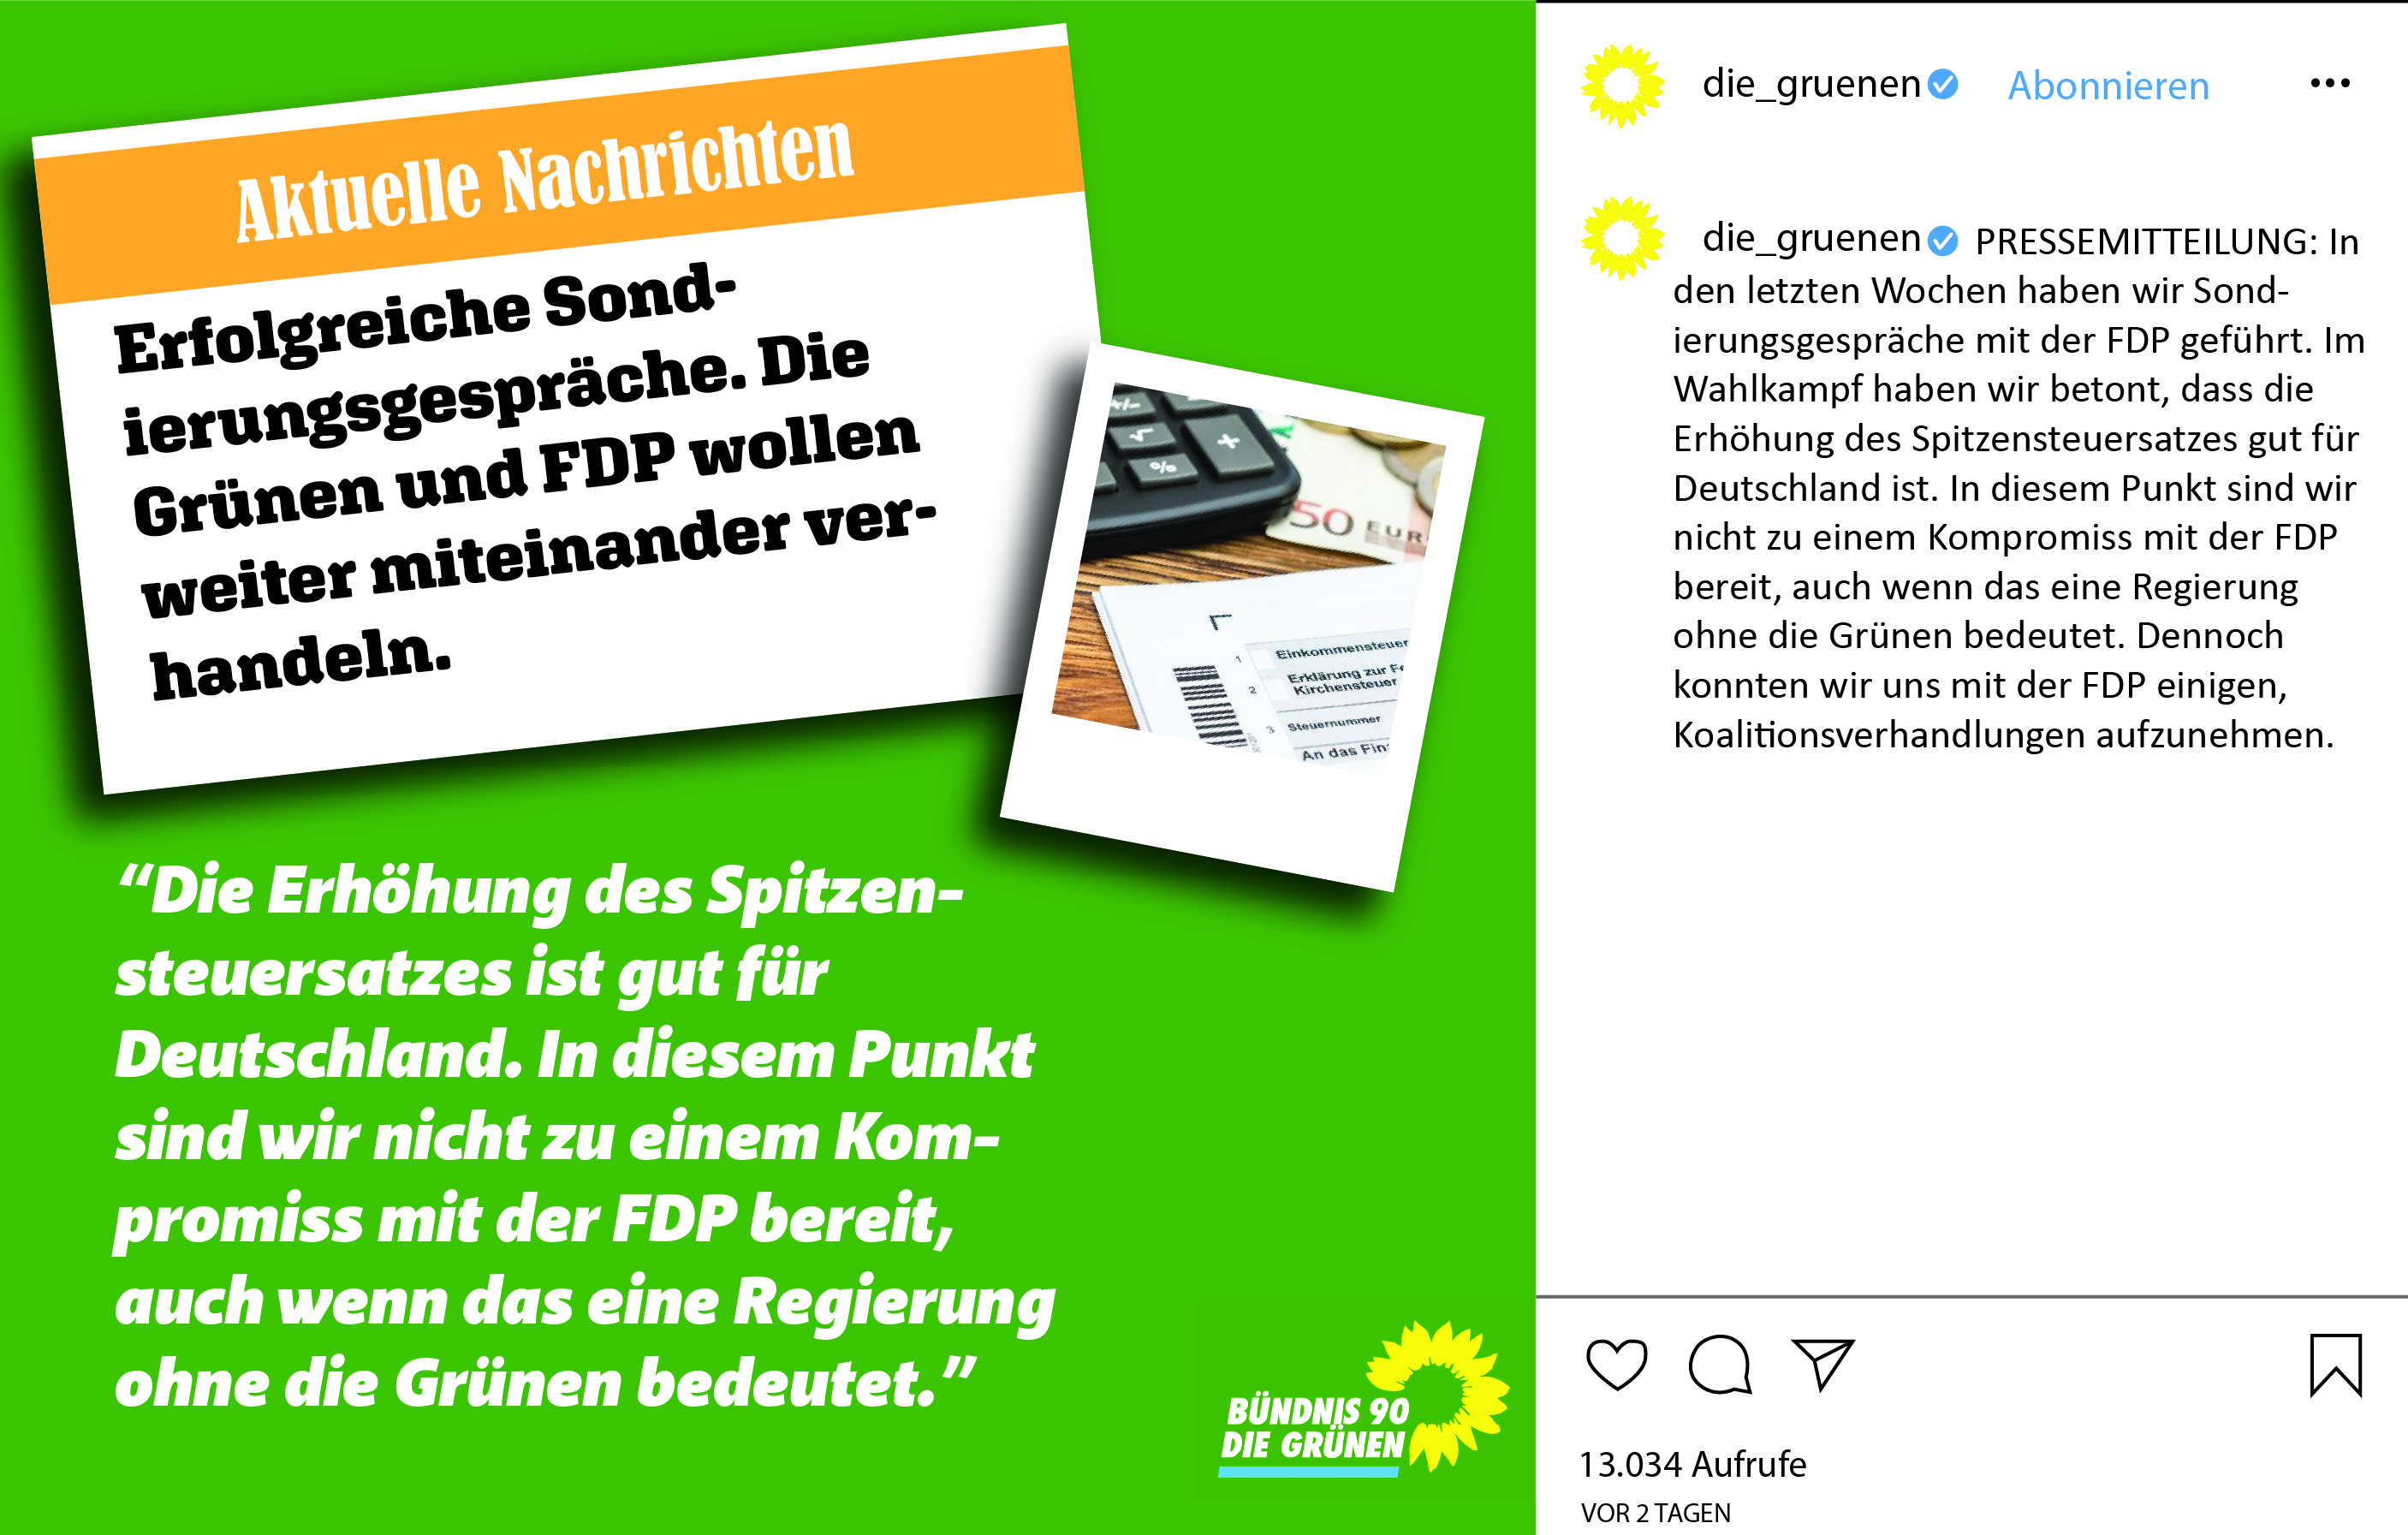 Aktuelle Nachrichten
Erfolgreiche Sond-
ierungsgespräche. Die
Grünen und FDP wollen
weiter miteinander ver-
handeln.
+/-
√
+
%
50 EUR
1 Einkommensteuer
Erklärung zur
2 Kirchensteuer
3 Steuernummer
An das Fin
“Die Erhöhung des Spitzen-
steuersatzes ist gut für
Deutschland. In diesem Punkt
sind wir nicht zu einem Kom-
promiss mit der FDP bereit,
auch wenn das eine Regierung
ohne die Grünen bedeutet.”
BÜNDNIS 90
DIE GRÜNEN
die_gruenen Abonnieren
die_gruenen PRESSEMITTEILUNG: In
den letzten Wochen haben wir Sond-
ierungsgespräche mit der FDP geführt. Im
Wahlkampf haben wir betont, dass die
Erhöhung des Spitzensteuersatzes gut für
Deutschland ist. In diesem Punkt sind wir
nicht zu einem Kompromiss mit der FDP
bereit, auch wenn das eine Regierung
ohne die Grünen bedeutet. Dennoch
konnten wir uns mit der FDP einigen,
Koalitionsverhandlungen aufzunehmen.
13.034 Aufrufe
VOR 2 TAGEN